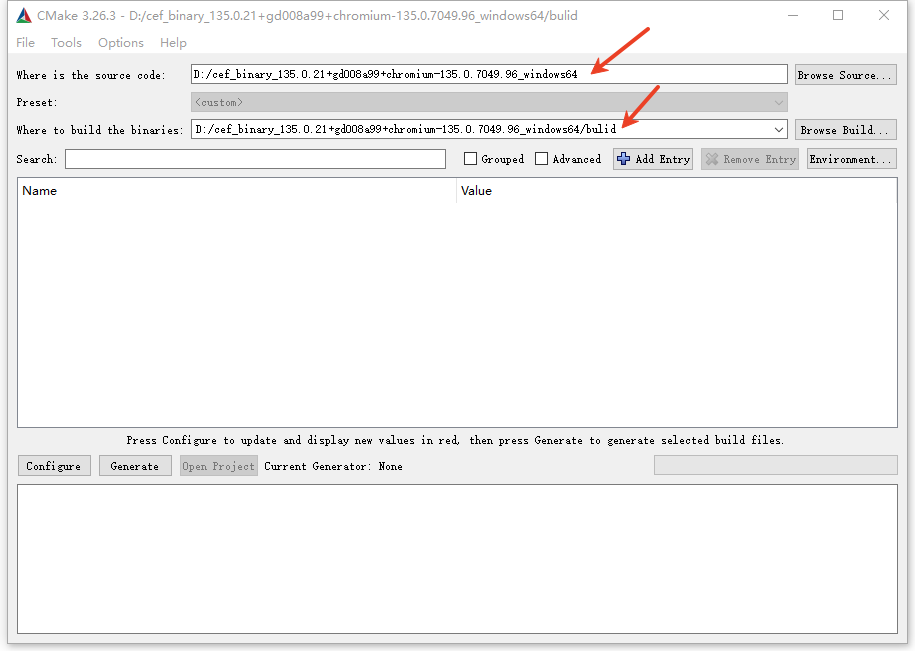 CMake 3.26.3 - D:/cef_binary_135.0.21+gd008a99+chromium-135.0.7049.96_windows64/bulid
File Tools Options Help
Where is the source code: D:/cef_binary_135.0.21+gd008a99+chromium-135.0.7049.96_windows64 Browse Source...
Preset: <custom>
Where to build the binaries: D:/cef_binary_135.0.21+gd008a99+chromium-135.0.7049.96_windows64/bulid Browse Build...
Search: Grouped Advanced Add Entry Remove Entry Environment...
Name Value
Press Configure to update and display new values in red, then press Generate to generate selected build files.
Configure Generate Open Project Current Generator: None